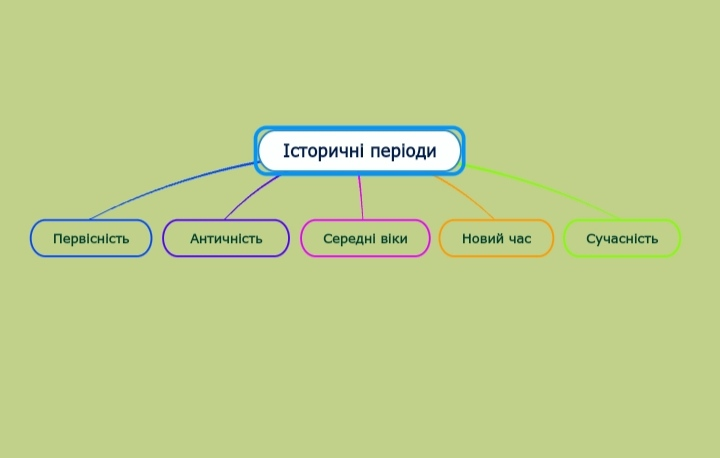 Історичні періоди
Первісність
Античність
Середні віки
Новий час
Сучасність